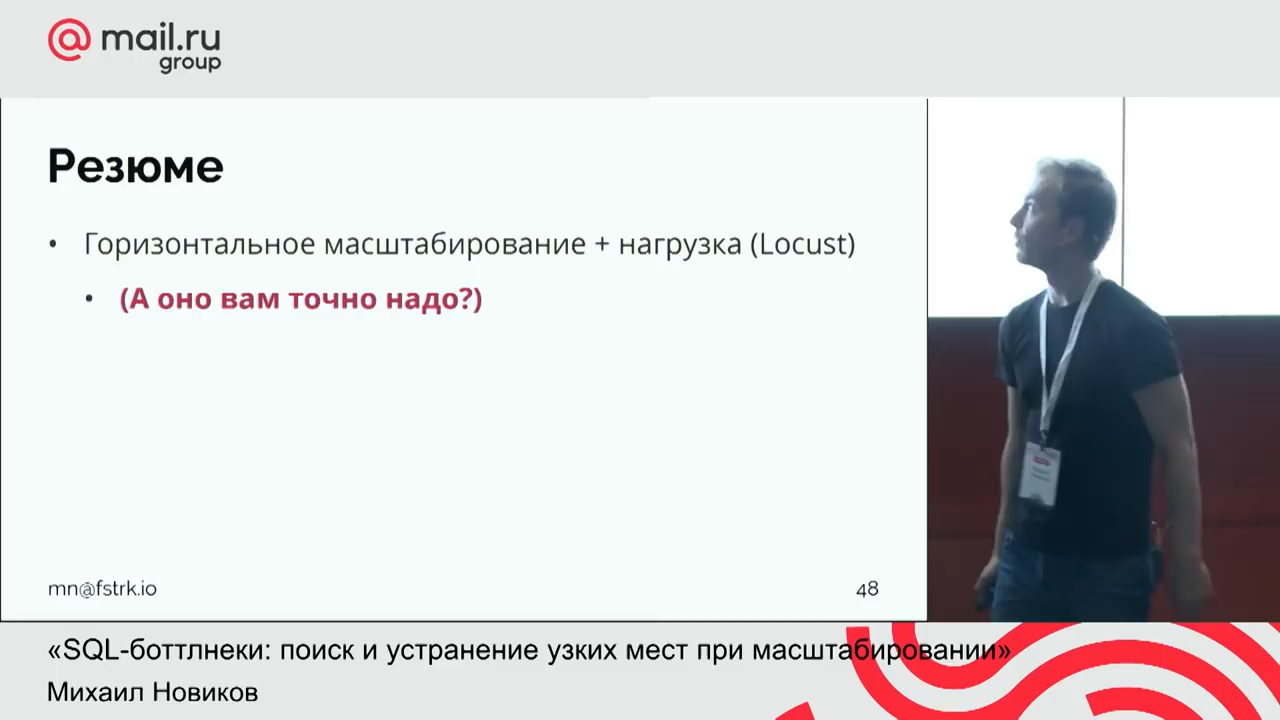 mail.ru
group
Резюме
• Горизонтальное масштабирование + нагрузка (Locust)
• (А оно вам точно надо?)
mn@fstrk.io
48
«SQL-боттлнеки: поиск и устранение узких мест при масштабировании»
Михаил Новиков